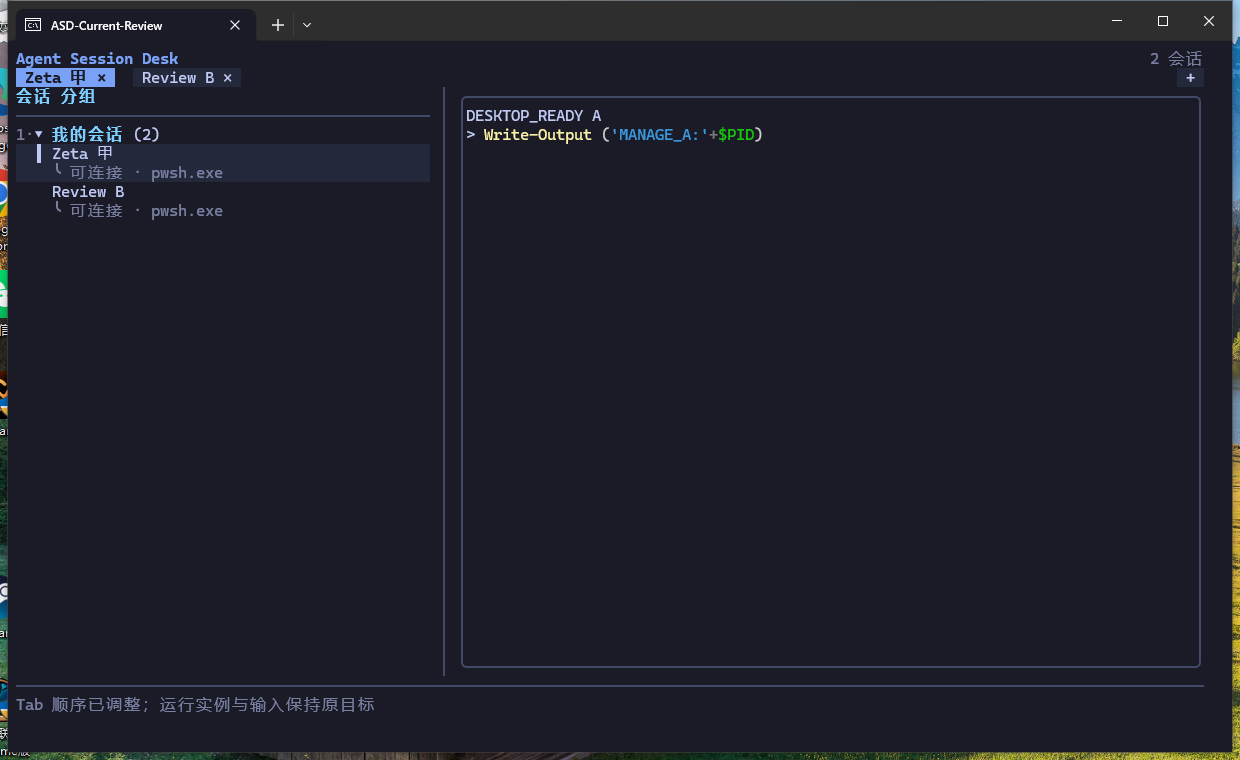 ASD-Current-Review
Agent Session Desk
2 会话
Zeta 甲 × Review B ×
+
会话 分组
1·▾ 我的会话 (2)
Zeta 甲
╰ 可连接 · pwsh.exe
Review B
╰ 可连接 · pwsh.exe
DESKTOP_READY A
> Write-Output ('MANAGE_A:'+$PID)
Tab 顺序已调整；运行实例与输入保持原目标